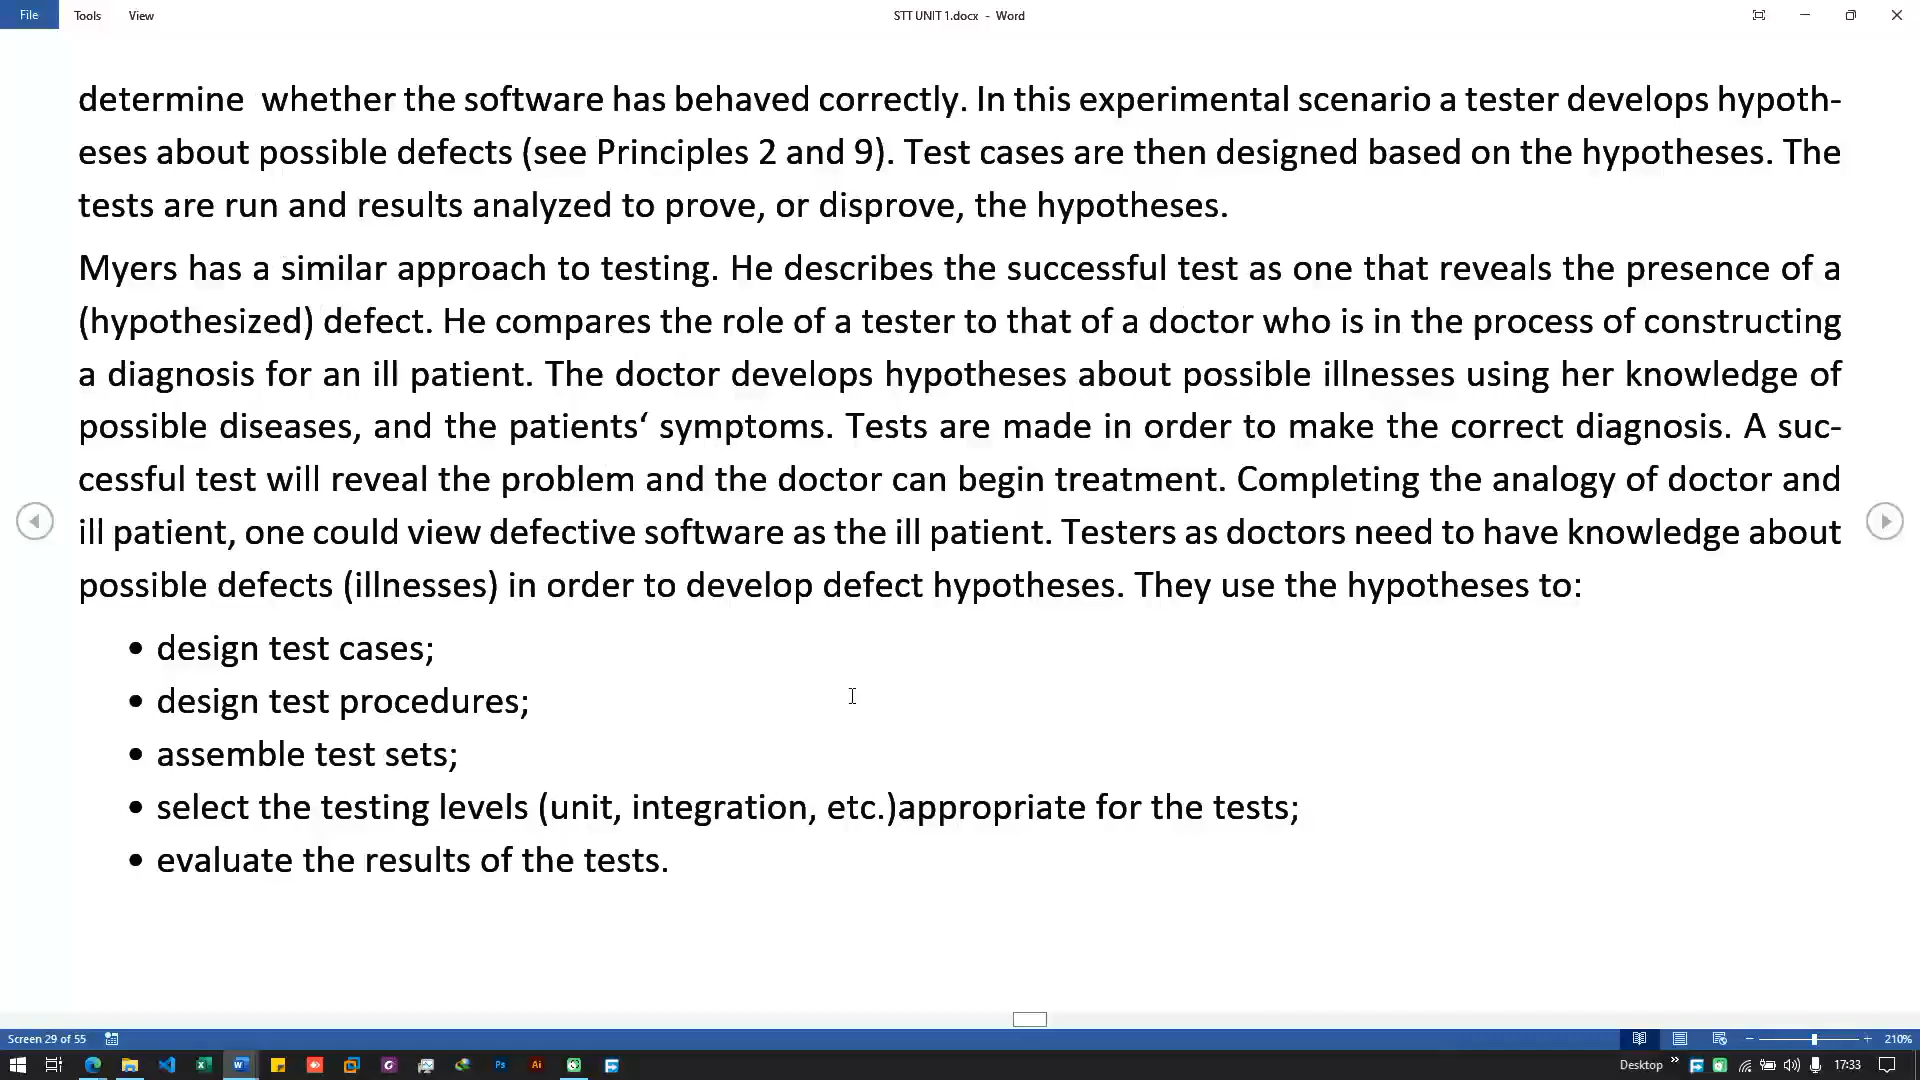 File Tools View STT UNIT 1.docx - Word
determine  whether the software has behaved correctly. In this experimental scenario a tester develops hypoth-
eses about possible defects (see Principles 2 and 9). Test cases are then designed based on the hypotheses. The
tests are run and results analyzed to prove, or disprove, the hypotheses.
Myers has a similar approach to testing. He describes the successful test as one that reveals the presence of a
(hypothesized) defect. He compares the role of a tester to that of a doctor who is in the process of constructing
a diagnosis for an ill patient. The doctor develops hypotheses about possible illnesses using her knowledge of
possible diseases, and the patients‘ symptoms. Tests are made in order to make the correct diagnosis. A suc-
cessful test will reveal the problem and the doctor can begin treatment. Completing the analogy of doctor and
ill patient, one could view defective software as the ill patient. Testers as doctors need to have knowledge about
possible defects (illnesses) in order to develop defect hypotheses. They use the hypotheses to:
• design test cases;
• design test procedures;
• assemble test sets;
• select the testing levels (unit, integration, etc.)appropriate for the tests;
• evaluate the results of the tests.
Screen 29 of 55 210%
Ps Ai Desktop 17:33